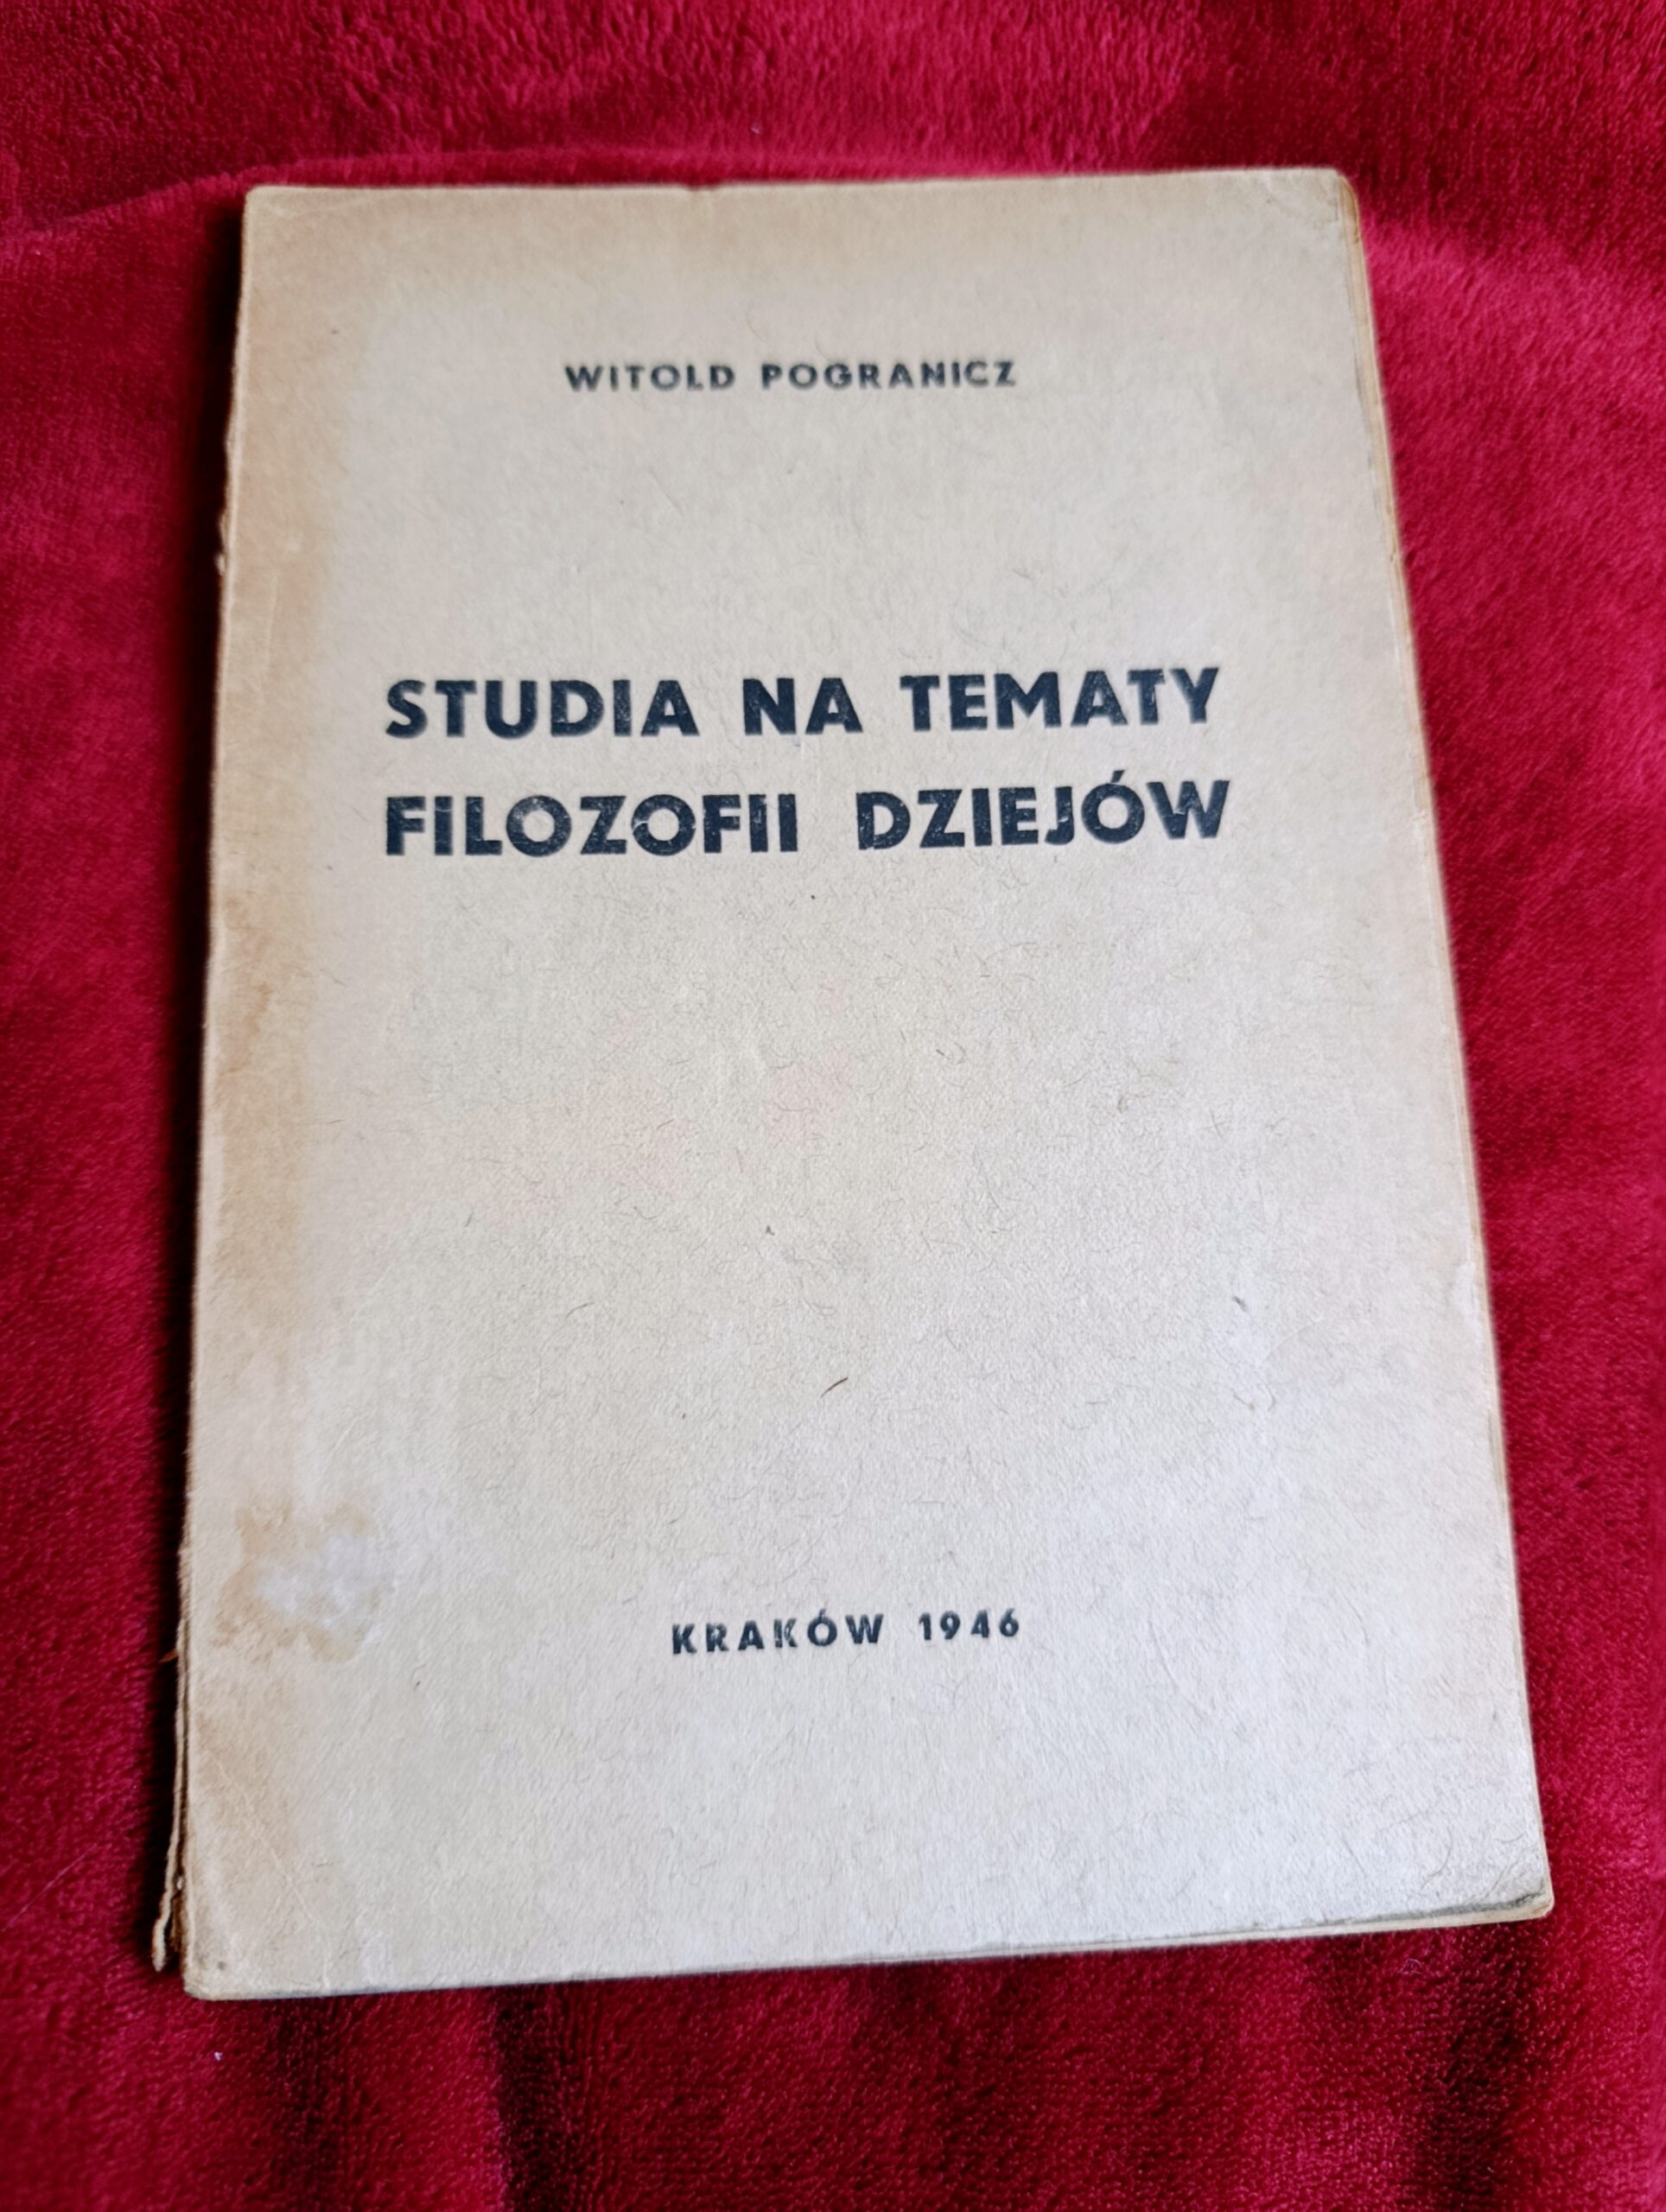 WITOLD POGRANICZ
STUDIA NA TEMATY
FILOZOFII DZIEJÓW
KRAKÓW 1946